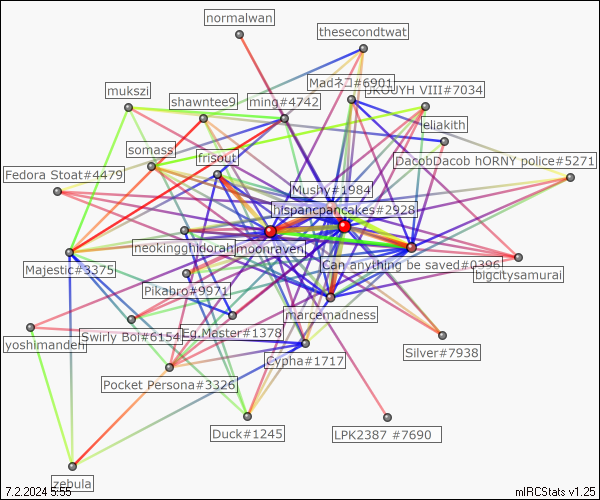 normalwan
thesecondtwat
Madネコ#6901
JRGUYH VIII#7034
mukszi
shawntee9
ming#4742
eliakith
somass
frisout
DacobDacob hORNY police#5271
Fedora Stoat#4479
Mushy#1984
hispancpancakes#2928
neokingghidorah
moonraven
Can anything be saved#0396
Majestic#3375
bigcitysamurai
Pikabro#9971
marcemadness
yoshimandeh
Swirly Boi#6154
Eg.Master#1378
Silver#7938
Cypha#1717
Pocket Persona#3326
Duck#1245
LPK2387 #7690
zebula
7.2.2024 5:55
mIRCStats v1.25